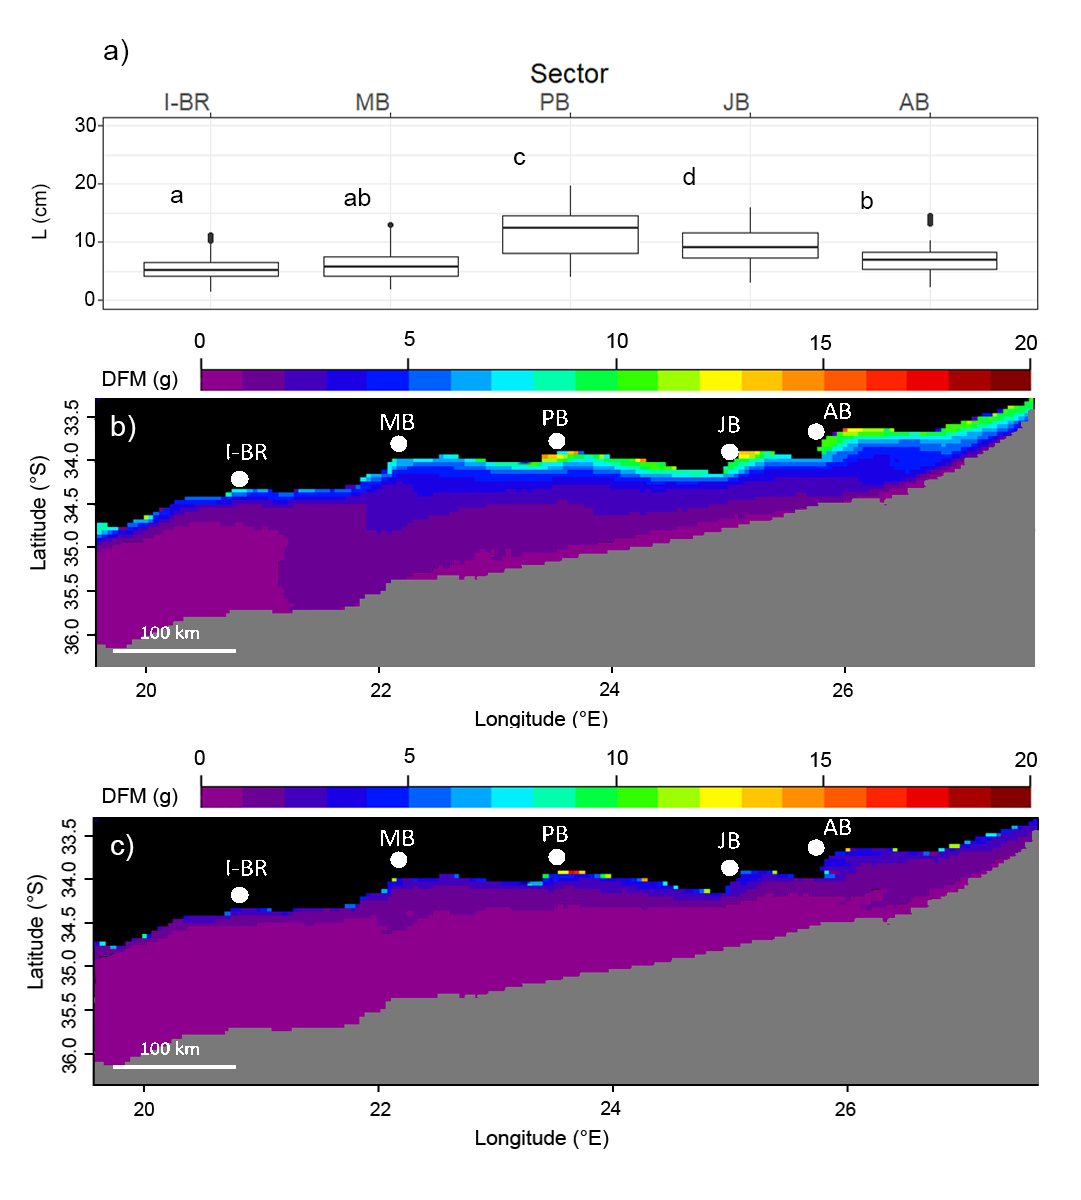 a)
Sector
I-BR MB PB JB AB
L (cm)
30
20
10
0
a ab c d b
0 5 10 15 20
DFM (g)
b)
I-BR MB PB JB AB
Latitude (°S)
33.5
34.0
34.5
35.0
35.5
36.0
100 km
20 22 24 26
Longitude (°E)
0 5 10 15 20
DFM (g)
c)
I-BR MB PB JB AB
Latitude (°S)
33.5
34.0
34.5
35.0
35.5
36.0
100 km
20 22 24 26
Longitude (°E)